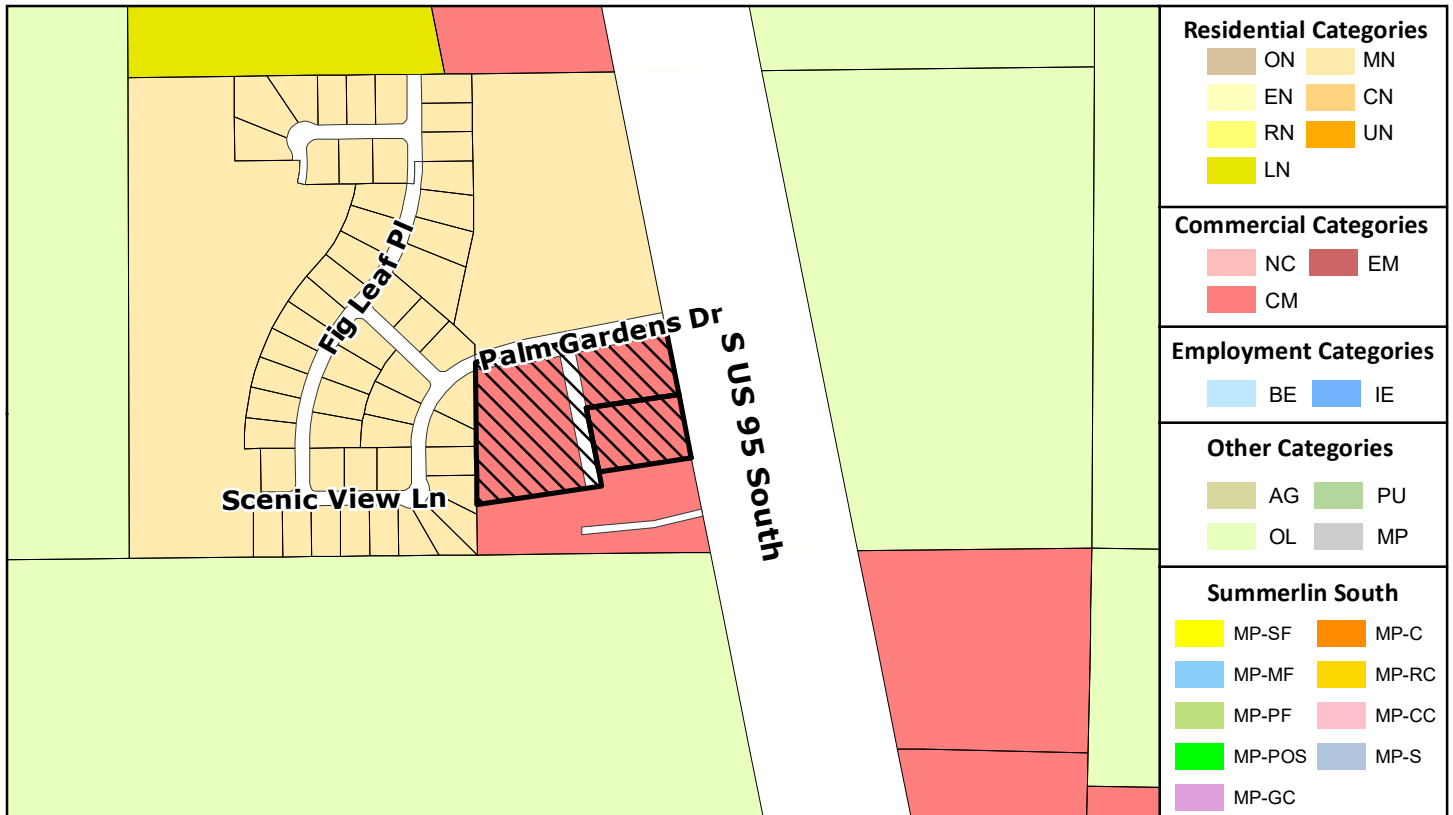 Fig Leaf Pl
Palm Gardens Dr
S US 95 South
Scenic View Ln
Residential Categories
ON MN
EN CN
RN UN
LN
Commercial Categories
NC EM
CM
Employment Categories
BE IE
Other Categories
AG PU
OL MP
Summerlin South
MP-SF MP-C
MP-MF MP-RC
MP-PF MP-CC
MP-POS MP-S
MP-GC